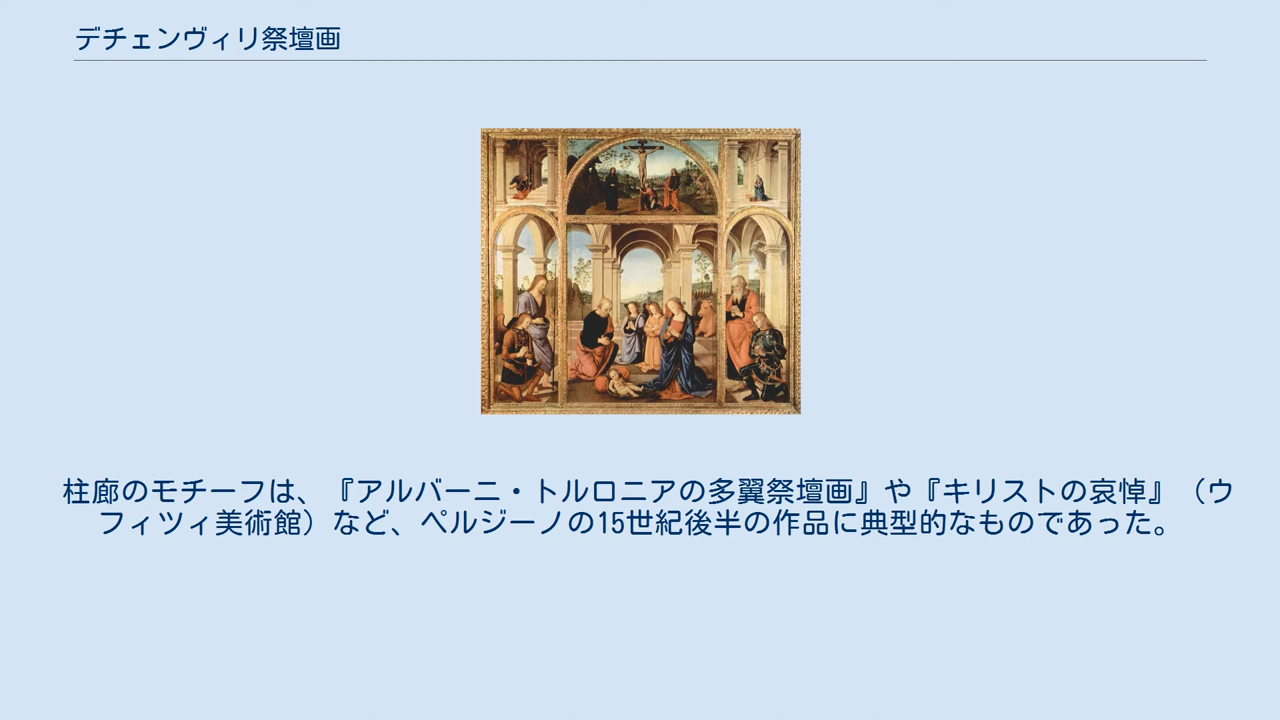 デチェンヴィリ祭壇画
柱廊のモチーフは、『アルバーニ・トルロニアの多翼祭壇画』や『キリストの哀悼』（ウ
フィツィ美術館）など、ペルジーノの15世紀後半の作品に典型的なものであった。